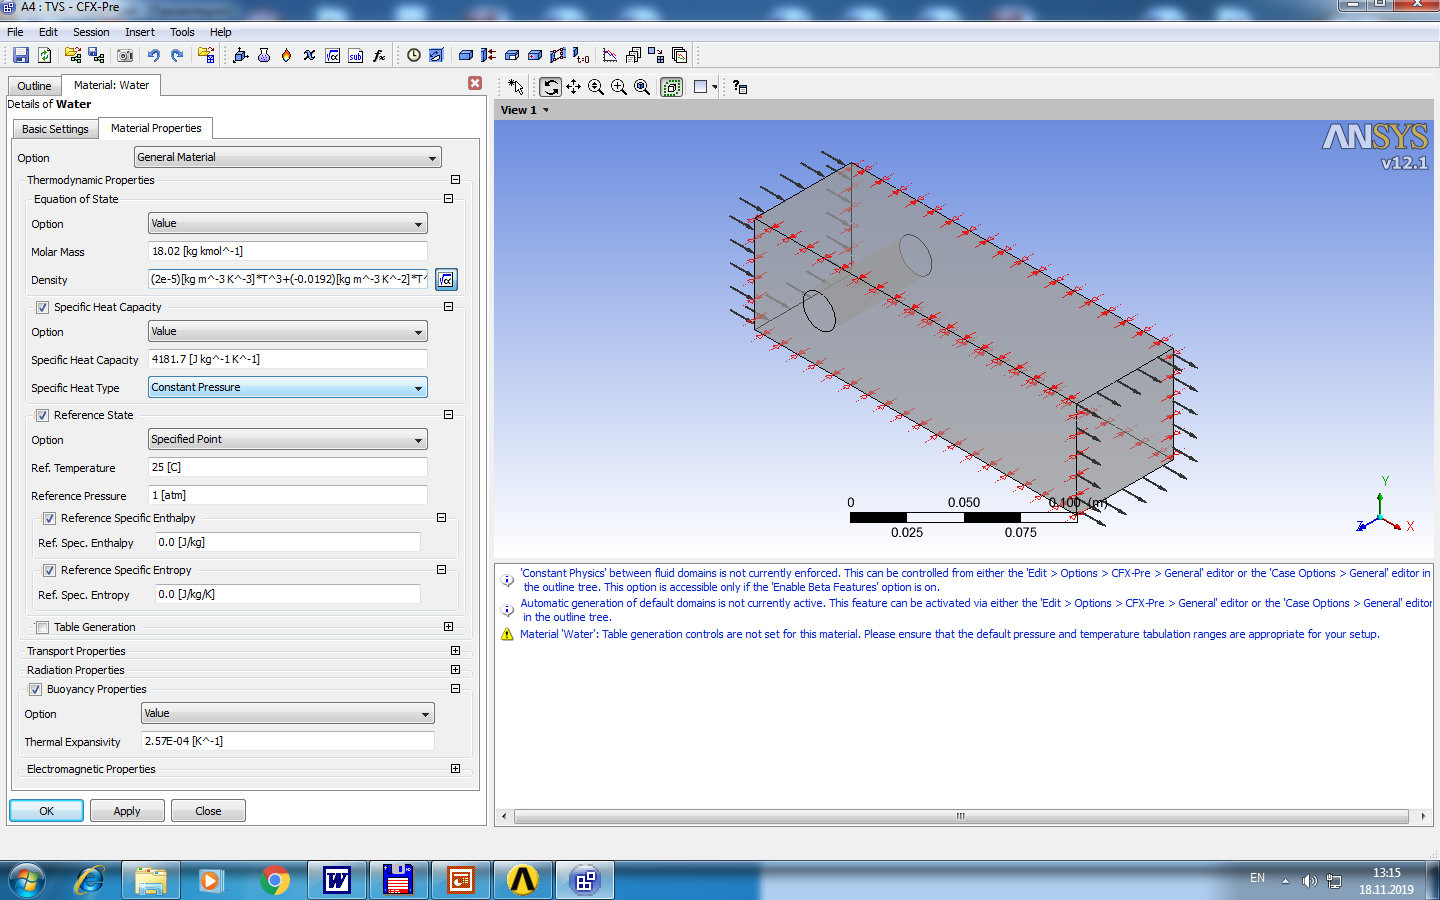 A4 : TVS - CFX-Pre
File Edit Session Insert Tools Help
Outline Material: Water
Details of Water
Basic Settings Material Properties
Option General Material
Thermodynamic Properties
Equation of State
Option Value
Molar Mass 18.02 [kg kmol^-1]
Density (2e-5)[kg m^-3 K^-3]*T^3+(-0.0192)[kg m^-3 K^-2]*T^
Specific Heat Capacity
Option Value
Specific Heat Capacity 4181.7 [J kg^-1 K^-1]
Specific Heat Type Constant Pressure
Reference State
Option Specified Point
Ref. Temperature 25 [C]
Reference Pressure 1 [atm]
Reference Specific Enthalpy
Ref. Spec. Enthalpy 0.0 [J/kg]
Reference Specific Entropy
Ref. Spec. Entropy 0.0 [J/kg/K]
Table Generation
Transport Properties
Radiation Properties
Buoyancy Properties
Option Value
Thermal Expansivity 2.57E-04 [K^-1]
Electromagnetic Properties
OK Apply Close
View 1
ANSYS
v12.1
0 0.050 0.100 (m)
0.025 0.075
Y
Z X
'Constant Physics' between fluid domains is not currently enforced. This can be controlled from either the 'Edit > Options > CFX-Pre > General' editor or the 'Case Options > General' editor in
the outline tree. This option is accessible only if the 'Enable Beta Features' option is on.
Automatic generation of default domains is not currently active. This feature can be activated via either the 'Edit > Options > CFX-Pre > General' editor or the 'Case Options > General' editor
in the outline tree.
Material 'Water': Table generation controls are not set for this material. Please ensure that the default pressure and temperature tabulation ranges are appropriate for your setup.
EN
13:15
18.11.2019